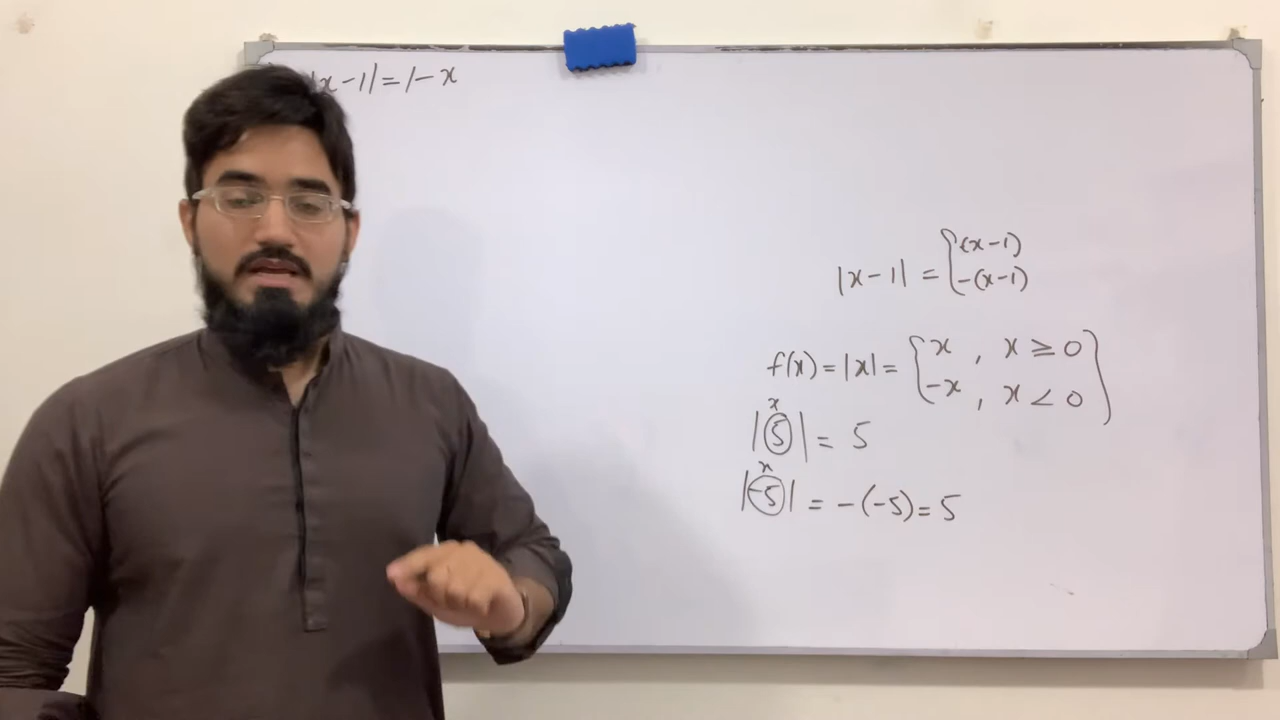 |x-1| = 1-x
|x-1| = { (x-1)
-(x-1)
f(x) = |x| = { x , x ≥ 0
-x , x < 0 }
x
|5| = 5
x
|-5| = -(-5) = 5